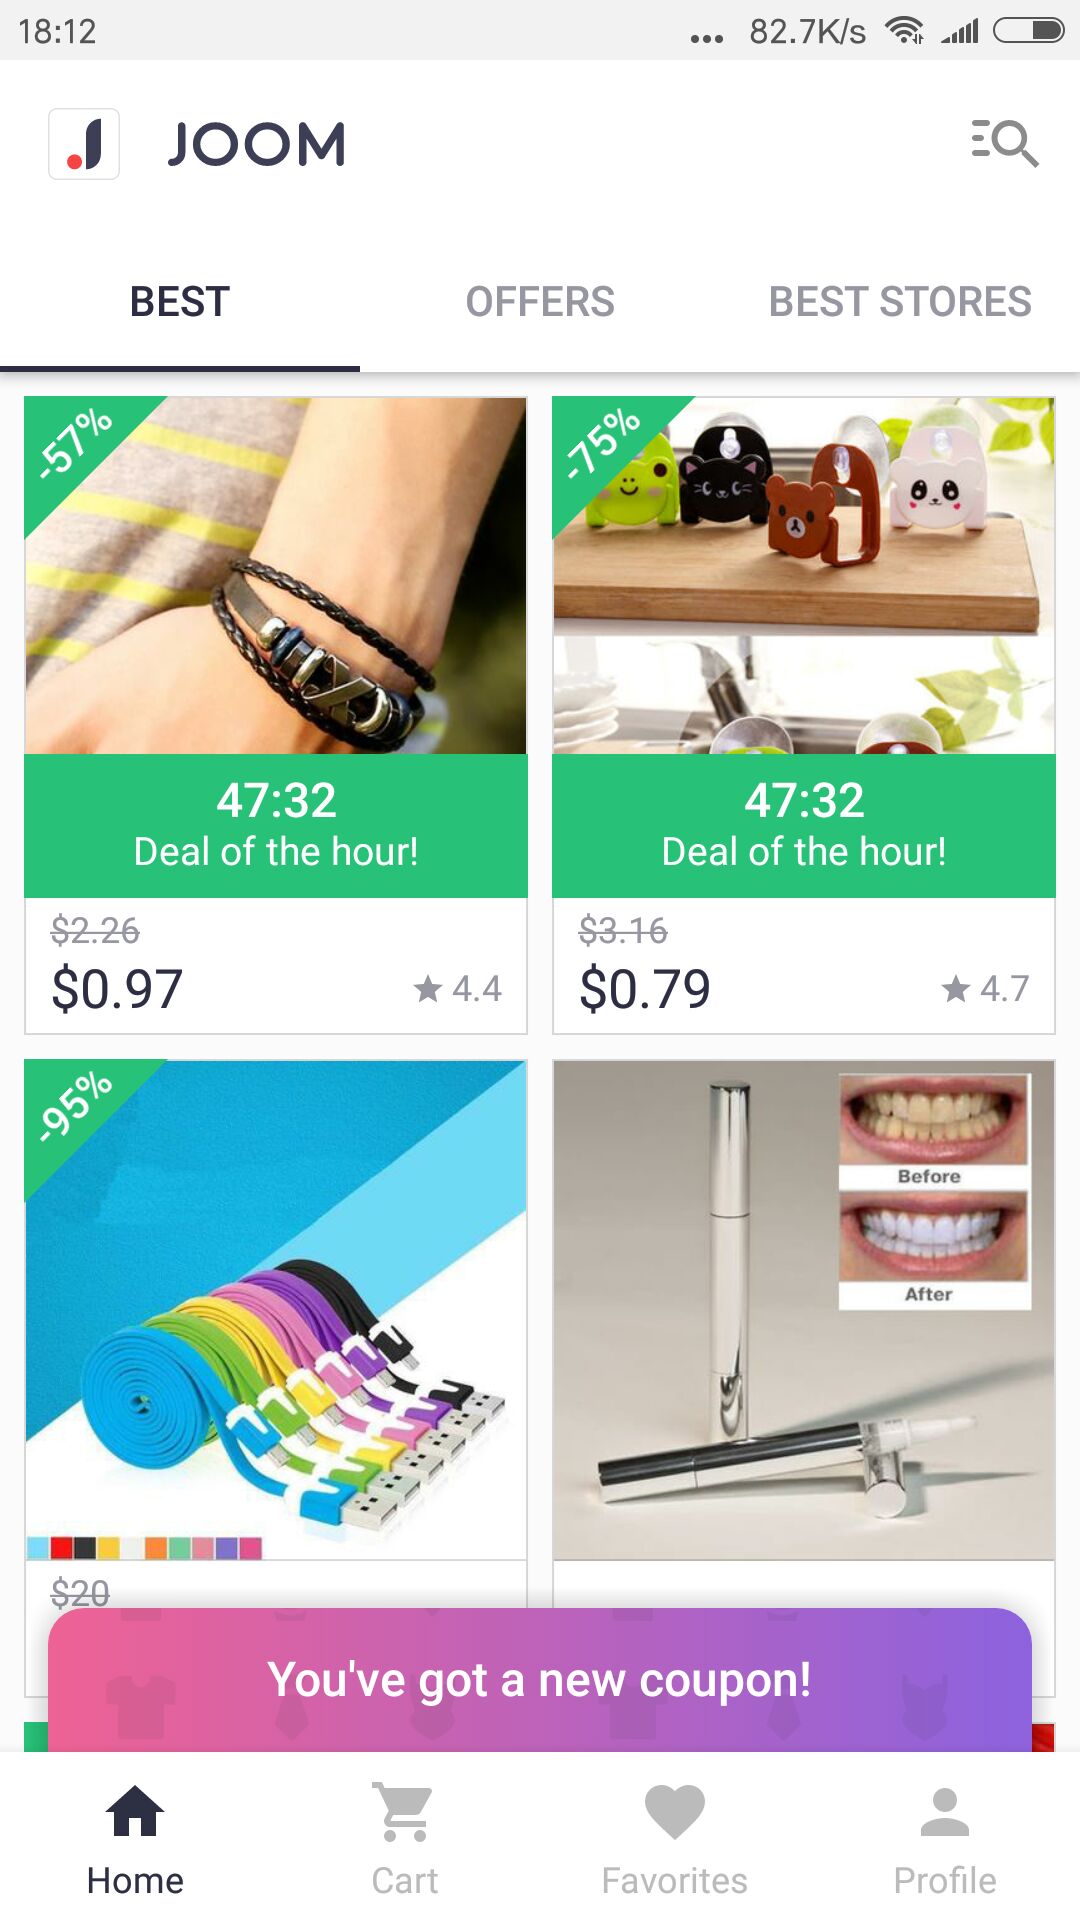 18:12
... 82.7K/s
JOOM
BEST
OFFERS
BEST STORES
-57%
-75%
47:32
Deal of the hour!
47:32
Deal of the hour!
$2.26
$0.97
4.4
$3.16
$0.79
4.7
-95%
Before
After
$20
You've got a new coupon!
Home
Cart
Favorites
Profile